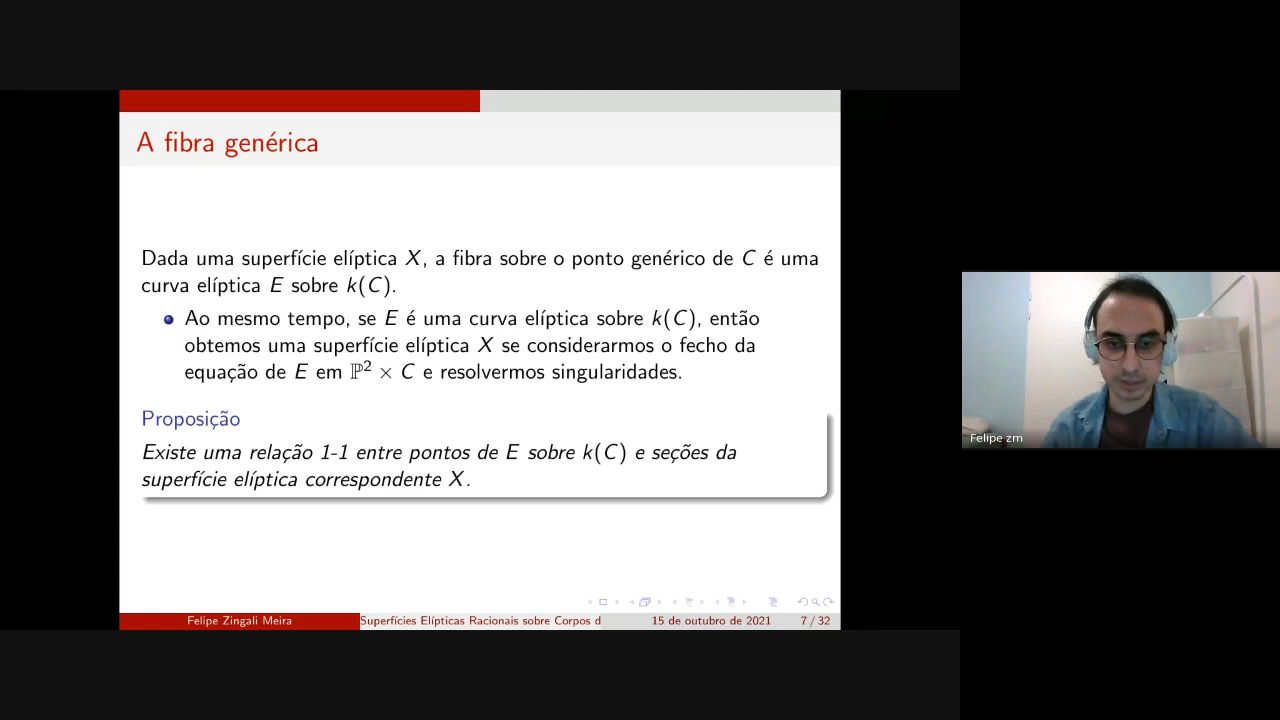 A fibra genérica
Dada uma superfície elíptica X, a fibra sobre o ponto genérico de C é uma
curva elíptica E sobre k(C).
Ao mesmo tempo, se E é uma curva elíptica sobre k(C), então
obtemos uma superfície elíptica X se considerarmos o fecho da
equação de E em ℙ² × C e resolvermos singularidades.
Proposição
Existe uma relação 1-1 entre pontos de E sobre k(C) e seções da
superfície elíptica correspondente X.
Felipe Zingali Meira
Superfícies Elípticas Racionais sobre Corpos d
15 de outubro de 2021
7 / 32
Felipe zm